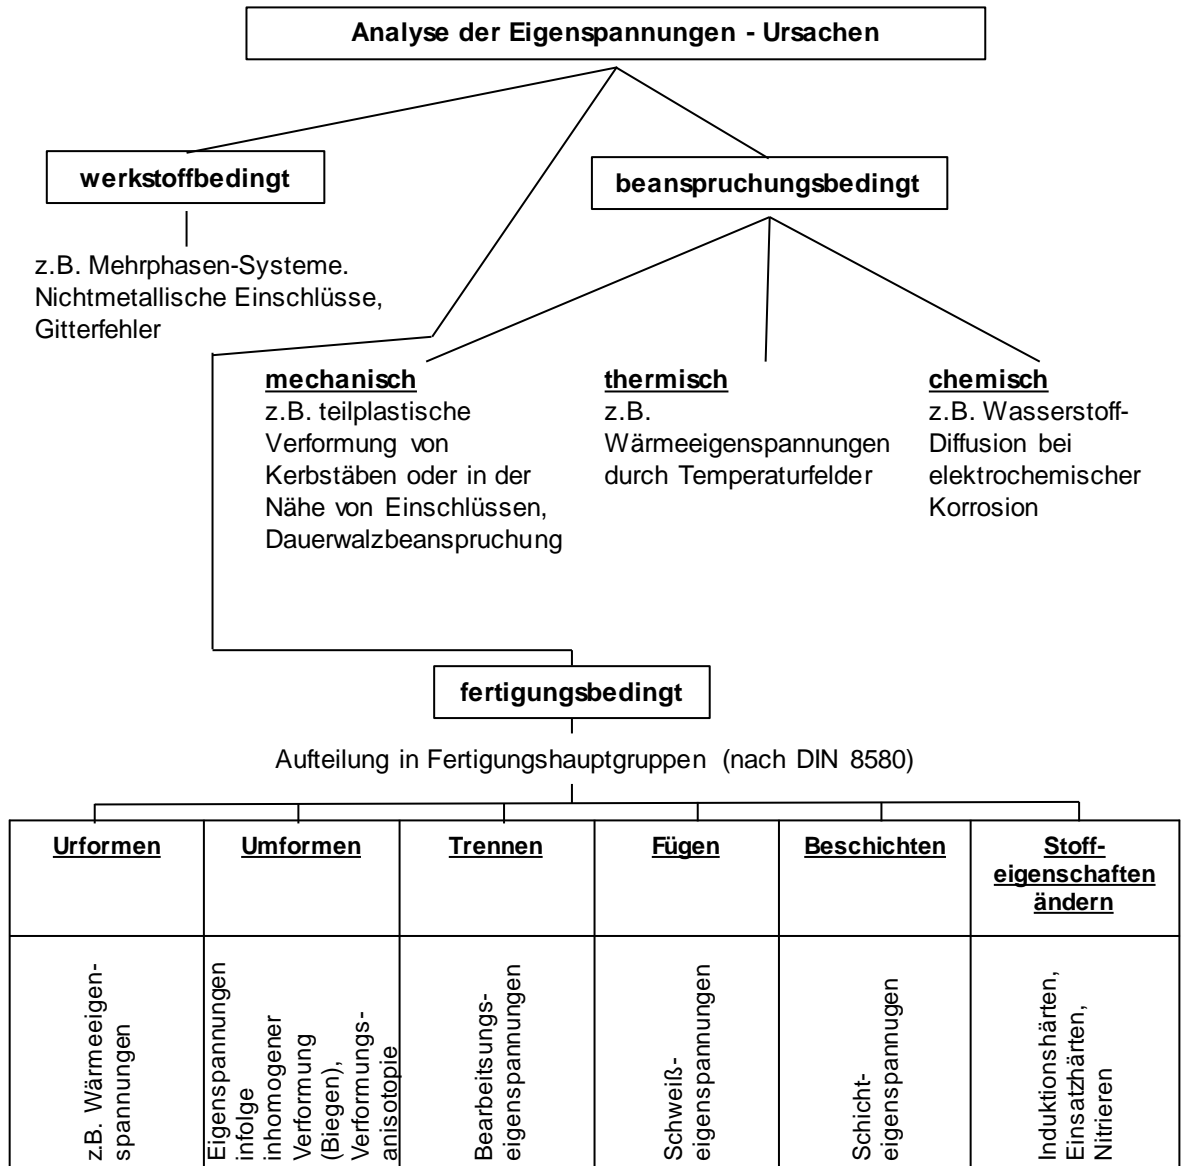 Analyse der Eigenspannungen - Ursachen
werkstoffbedingt
z.B. Mehrphasen-Systeme.
Nichtmetallische Einschlüsse,
Gitterfehler
beanspruchungsbedingt
mechanisch
z.B. teilplastische
Verformung von
Kerbstäben oder in der
Nähe von Einschlüssen,
Dauerwalzbeanspruchung
thermisch
z.B.
Wärmeeigenspannungen
durch Temperaturfelder
chemisch
z.B. Wasserstoff-
Diffusion bei
elektrochemischer
Korrosion
fertigungsbedingt
Aufteilung in Fertigungshauptgruppen (nach DIN 8580)
Urformen
z.B. Wärmeeigen-
spannungen
Umformen
Eigenspannungen
infolge
inhomogener
Verformung
(Biegen),
Verformungs-
anisotopie
Trennen
Bearbeitsungs-
eigenspannungen
Fügen
Schweiß-
eigenspannungen
Beschichten
Schicht-
eigenspannugen
Stoff-
eigenschaften
ändern
Induktionshärten,
Einsatzhärten,
Nitrieren